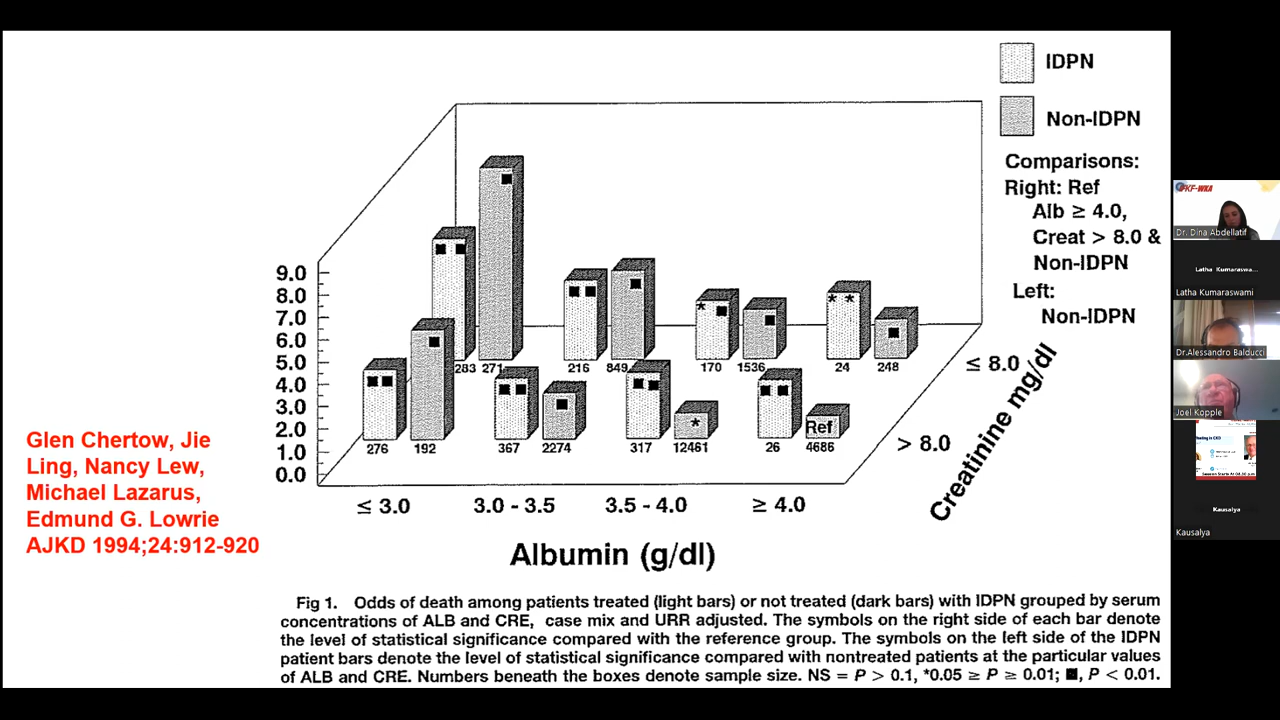 IDPN
Non-IDPN
Comparisons:
Right: Ref
Alb ≥ 4.0,
Creat > 8.0 &
Non-IDPN
Left:
Non-IDPN
9.0
8.0
7.0
6.0
5.0
4.0
3.0
2.0
1.0
0.0
283 271 216 849 170 1536 24 248
≤ 8.0
* * * *
*
Ref
276 192 367 2274 317 12461 26 4686
> 8.0
Creatinine mg/dl
≤ 3.0 3.0 - 3.5 3.5 - 4.0 ≥ 4.0
Albumin (g/dl)
Glen Chertow, Jie
Ling, Nancy Lew,
Michael Lazarus,
Edmund G. Lowrie
AJKD 1994;24:912-920
Fig 1. Odds of death among patients treated (light bars) or not treated (dark bars) with IDPN grouped by serum
concentrations of ALB and CRE, case mix and URR adjusted. The symbols on the right side of each bar denote
the level of statistical significance compared with the reference group. The symbols on the left side of the IDPN
patient bars denote the level of statistical significance compared with nontreated patients at the particular values
of ALB and CRE. Numbers beneath the boxes denote sample size. NS = P > 0.1, *0.05 ≥ P ≥ 0.01; ■, P < 0.01.
IFKF-WKA
Dr. Dina Abdellatif
Latha Kumaraswa...
Latha Kumaraswami
Dr.Alessandro Balducci
Joel Kopple
Kausalya
Kausalya